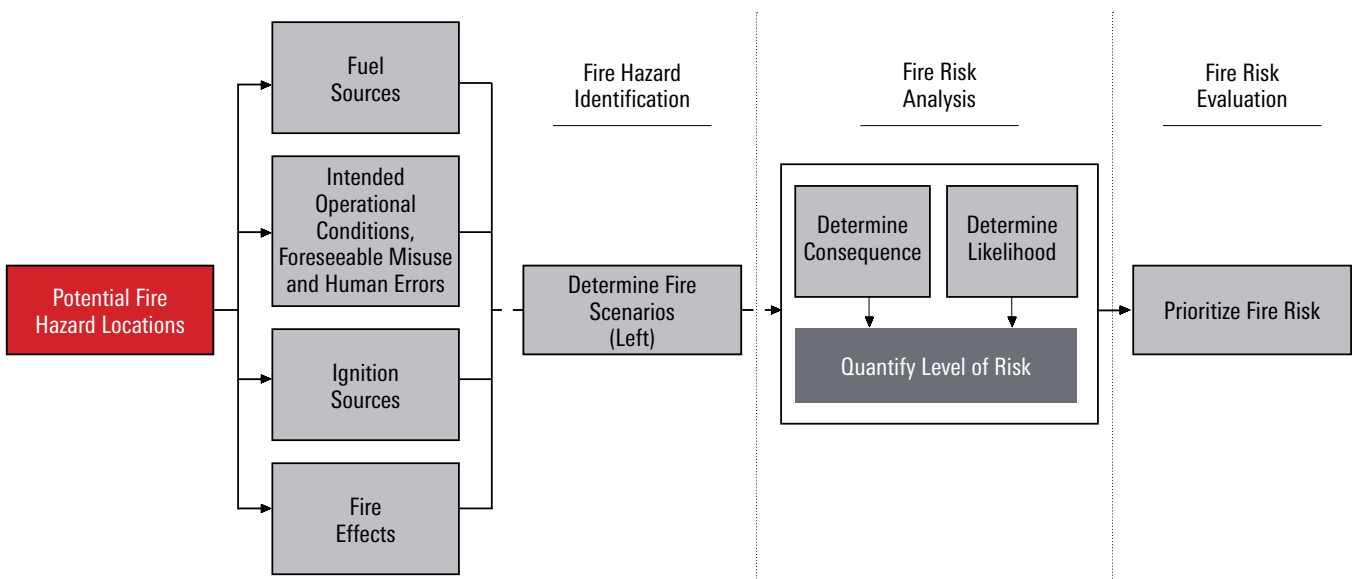 Potential Fire
Hazard Locations
Fuel
Sources
Intended
Operational
Conditions,
Foreseeable Misuse
and Human Errors
Ignition
Sources
Fire
Effects
Fire Hazard
Identification
Determine Fire
Scenarios
(Left)
Fire Risk
Analysis
Determine
Consequence
Determine
Likelihood
Quantify Level of Risk
Fire Risk
Evaluation
Prioritize Fire Risk